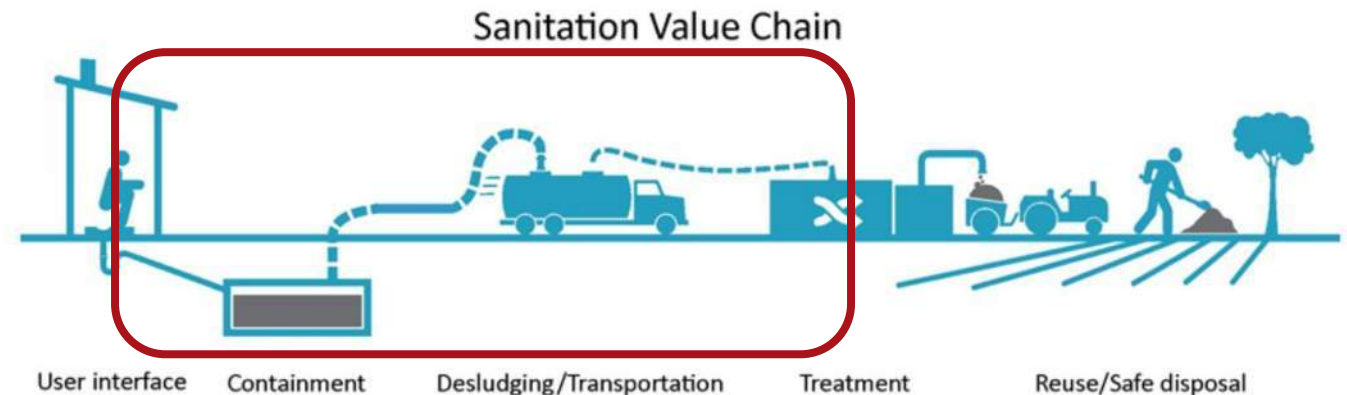 Sanitation Value Chain
User interface Containment Desludging/Transportation Treatment Reuse/Safe disposal